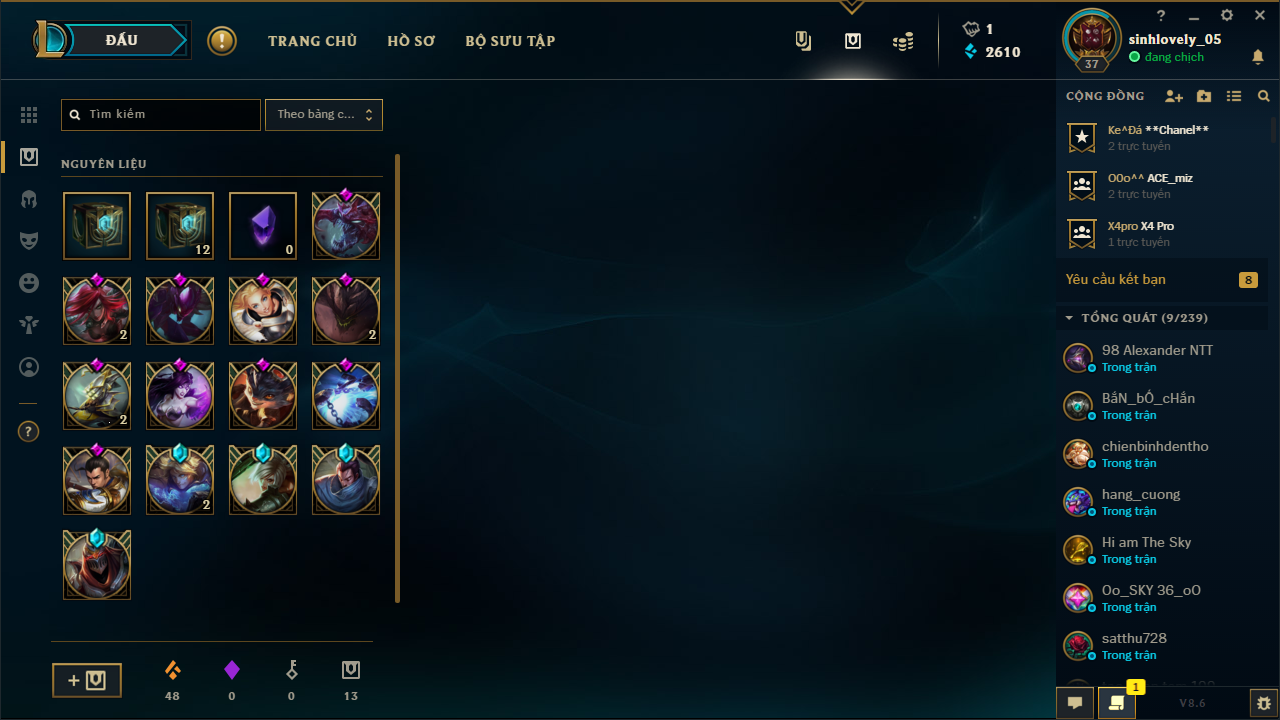 ĐẤU
!
TRANG CHỦ
HỒ SƠ
BỘ SƯU TẬP
1
2610
?
37
sinhlovely_05
đang chịch
Tìm kiếm
Theo bảng c...
NGUYÊN LIỆU
12
0
2
2
2
2
?
48
0
0
13
CỘNG ĐỒNG
Ke^Đá **Chanel**
2 trực tuyến
O0o^^ ACE_miz
2 trực tuyến
X4pro X4 Pro
1 trực tuyến
Yêu cầu kết bạn
8
TỔNG QUÁT (9/239)
98 Alexander NTT
Trong trận
BắN_bỐ_cHấn
Trong trận
chienbinhdentho
Trong trận
hang_cuong
Trong trận
Hi am The Sky
Trong trận
Oo_SKY 36_oO
Trong trận
satthu728
Trong trận
1
V8.6